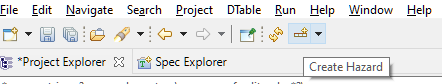 File Edit Navigate Search Project DTable Run Help Window Help
Create Hazard
*Project Explorer Spec Explorer